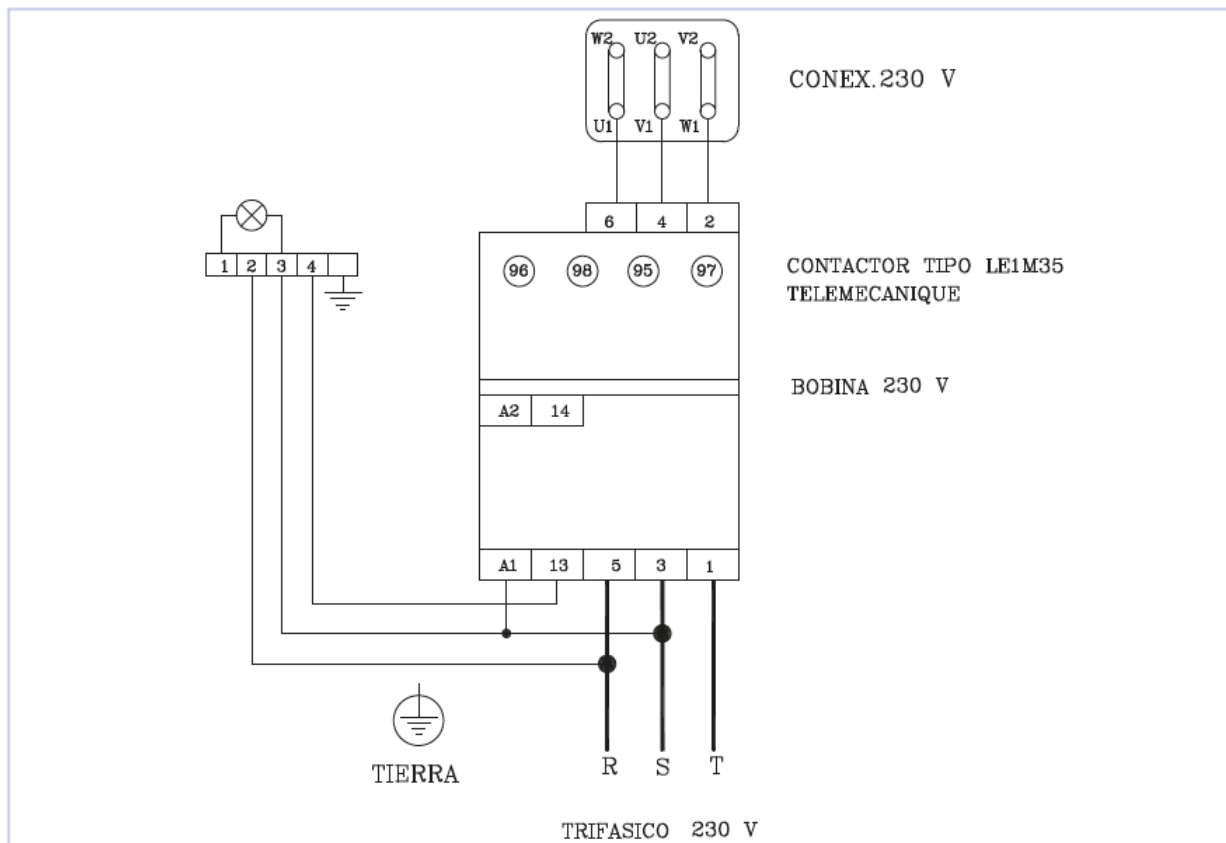 W2 U2 V2
CONEX. 230 V
U1 V1 W1
6 4 2
1 2 3 4
96 98 95 97
CONTACTOR TIPO LE1M35
TELEMECANIQUE
BOBINA 230 V
A2 14
A1 13 5 3 1
R S T
TIERRA
TRIFASICO 230 V